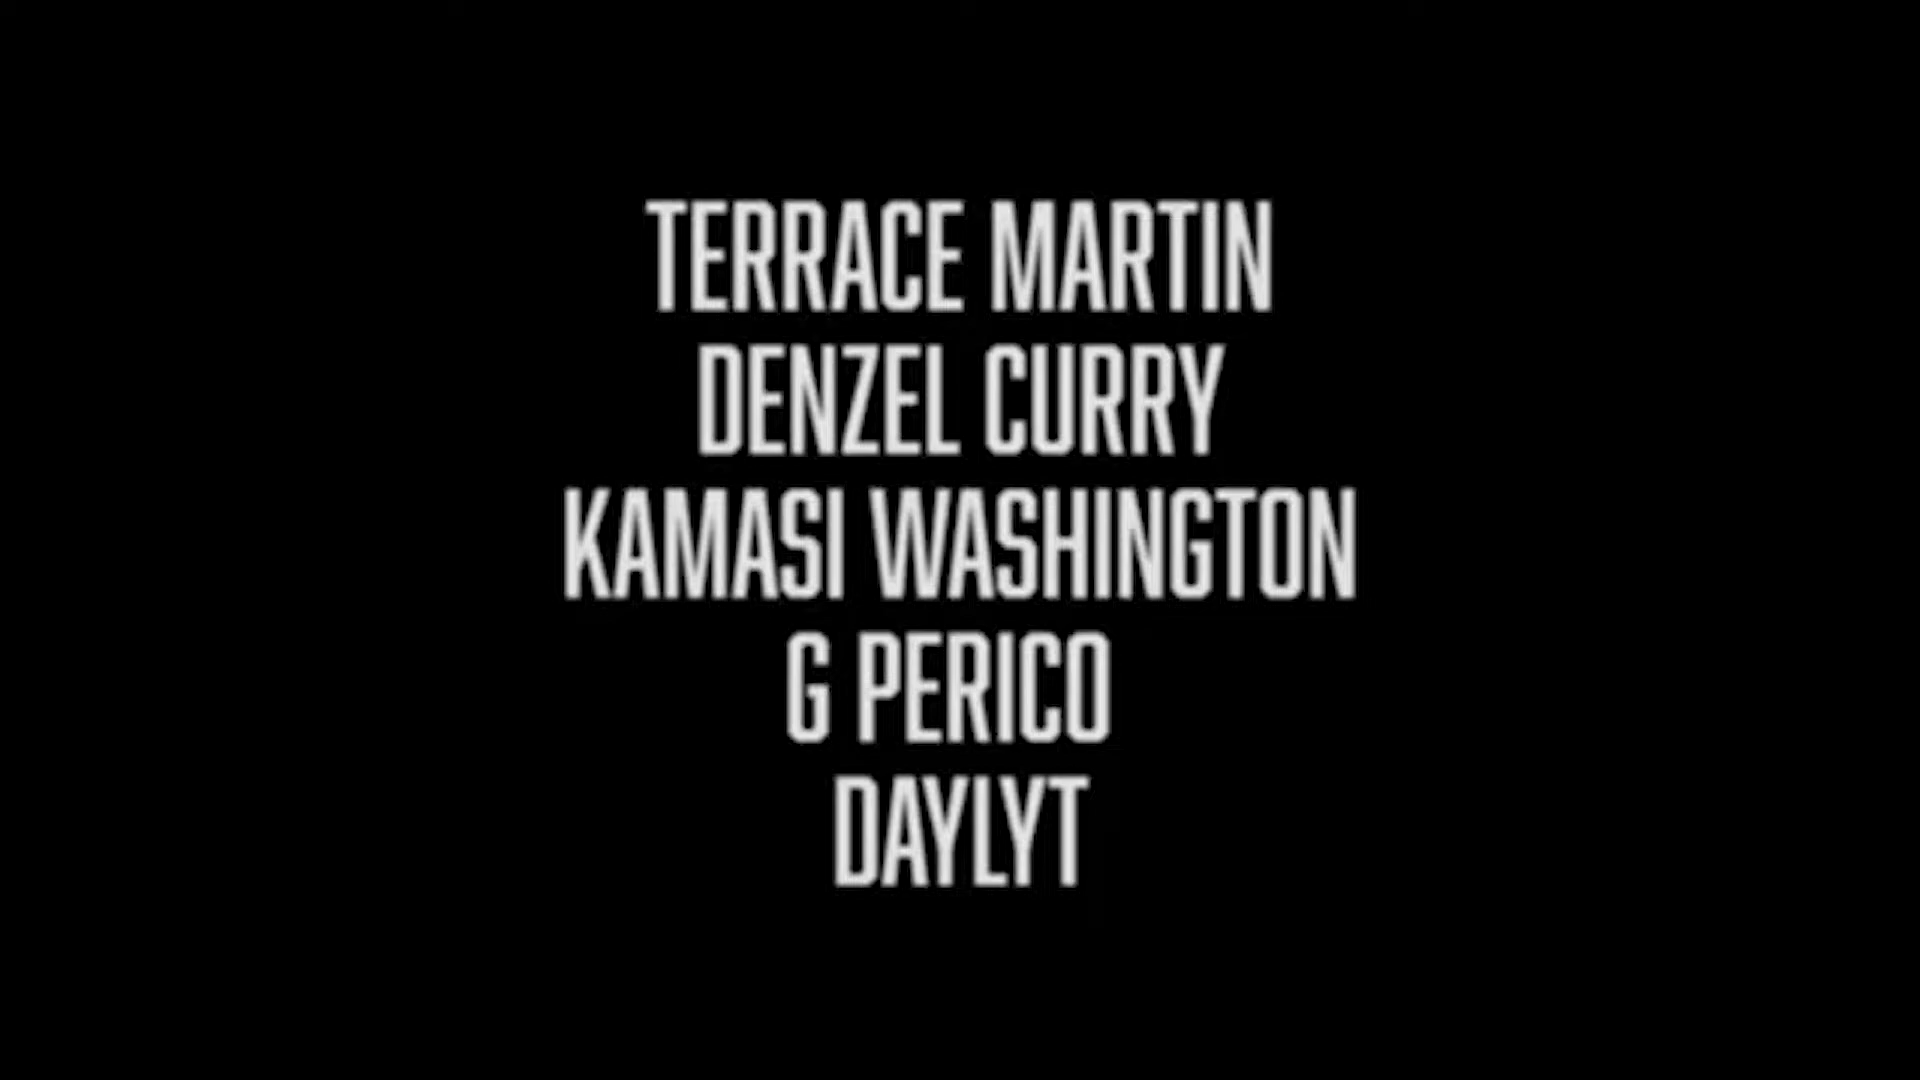 TERRACE MARTIN
DENZEL CURRY
KAMASI WASHINGTON
G PERICO
DAYLYT